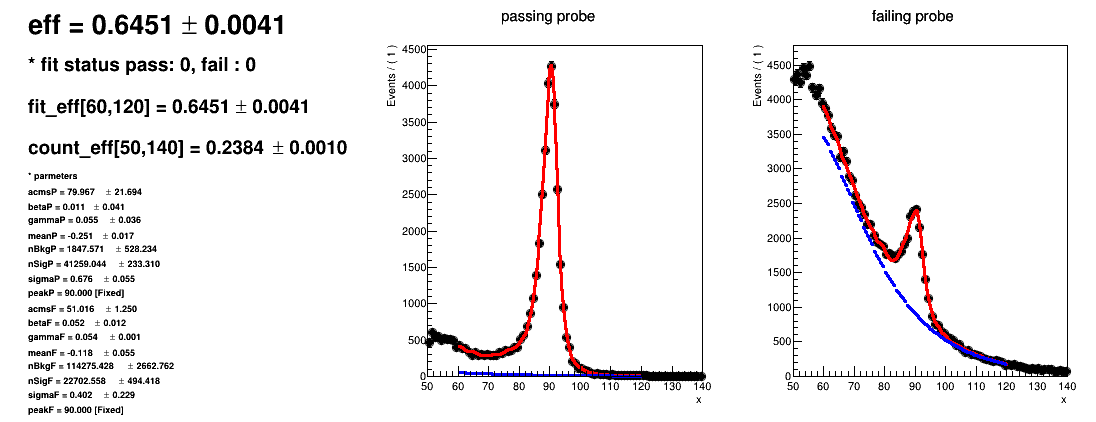 eff = 0.6451 ± 0.0041
* fit status pass: 0, fail : 0
fit_eff[60,120] = 0.6451 ± 0.0041
count_eff[50,140] = 0.2384 ± 0.0010
* parmeters
acmsP = 79.967 ± 21.694
betaP = 0.011 ± 0.041
gammaP = 0.055 ± 0.036
meanP = -0.251 ± 0.017
nBkgP = 1847.571 ± 528.234
nSigP = 41259.044 ± 233.310
sigmaP = 0.676 ± 0.055
peakP = 90.000 [Fixed]
acmsF = 51.016 ± 1.250
betaF = 0.052 ± 0.012
gammaF = 0.054 ± 0.001
meanF = -0.118 ± 0.055
nBkgF = 114275.428 ± 2662.762
nSigF = 22702.558 ± 494.418
sigmaF = 0.402 ± 0.229
peakF = 90.000 [Fixed]
passing probe
Events / ( 1 )
4500
4000
3500
3000
2500
2000
1500
1000
500
0
50 60 70 80 90 100 110 120 130 140
x
failing probe
Events / ( 1 )
4500
4000
3500
3000
2500
2000
1500
1000
500
0
50 60 70 80 90 100 110 120 130 140
x